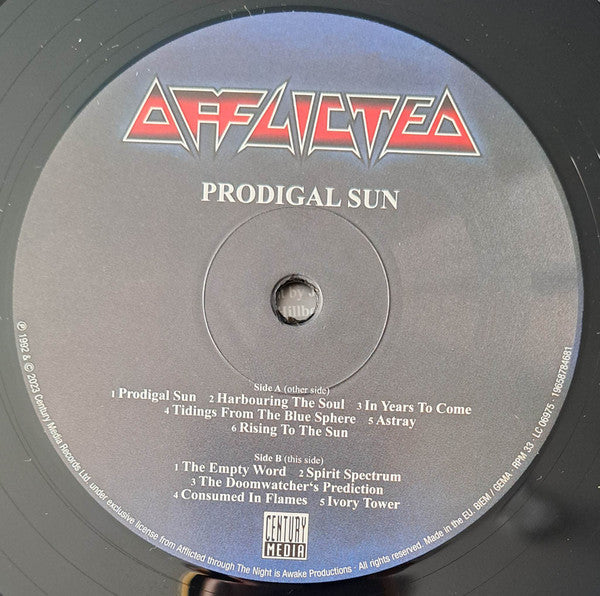 AFFLICTED
PRODIGAL SUN
Side A (other side)
1 Prodigal Sun 2 Harbouring The Soul 3 In Years To Come
4 Tidings From The Blue Sphere 5 Astray
6 Rising To The Sun
Side B (this side)
1 The Empty Word 2 Spirit Spectrum
3 The Doomwatcher's Prediction
4 Consumed In Flames 5 Ivory Tower
CENTURY
MEDIA
℗ 1992 & © 2023 Century Media Records Ltd. under exclusive license from Afflicted through The Night is Awake Productions · All rights reserved. Made in the EU. BIEM / GEMA · RPM 33 · LC 06975 · 19658784681